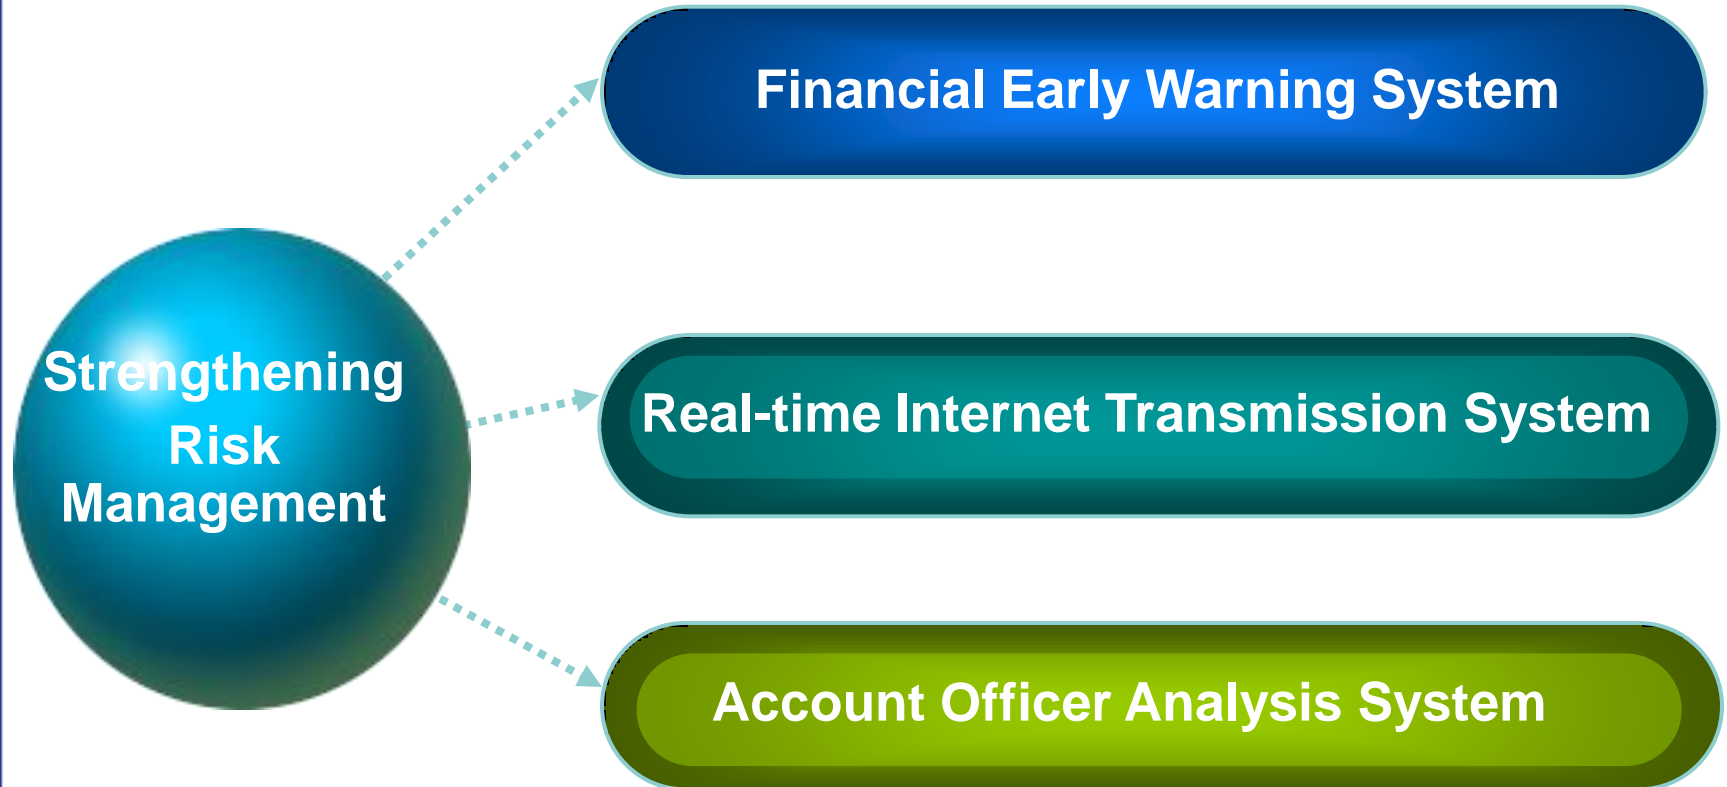 Financial Early Warning System
Strengthening
Risk
Management
Real-time Internet Transmission System
Account Officer Analysis System